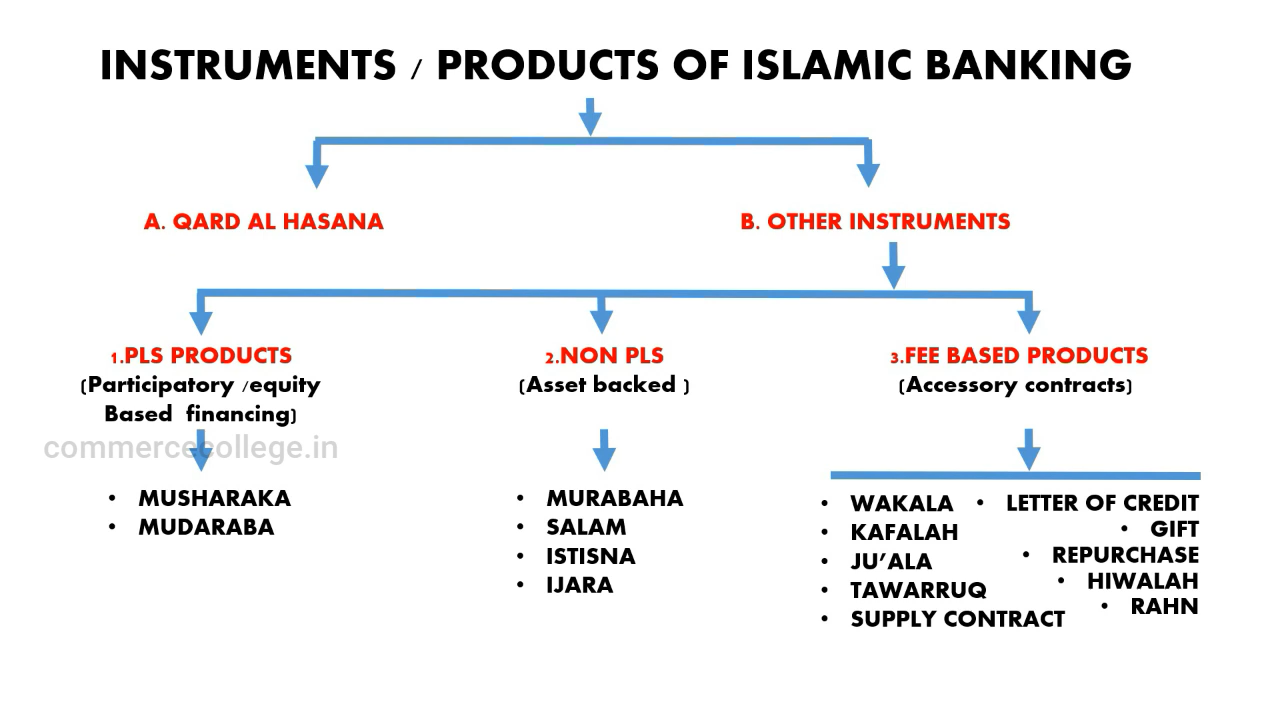 INSTRUMENTS / PRODUCTS OF ISLAMIC BANKING
A. QARD AL HASANA
B. OTHER INSTRUMENTS
1.PLS PRODUCTS
(Participatory /equity
Based financing)
commercecollege.in
• MUSHARAKA
• MUDARABA
2.NON PLS
(Asset backed )
• MURABAHA
• SALAM
• ISTISNA
• IJARA
3.FEE BASED PRODUCTS
(Accessory contracts)
• WAKALA
• KAFALAH
• JU’ALA
• TAWARRUQ
• SUPPLY CONTRACT
• LETTER OF CREDIT
• GIFT
• REPURCHASE
• HIWALAH
• RAHN